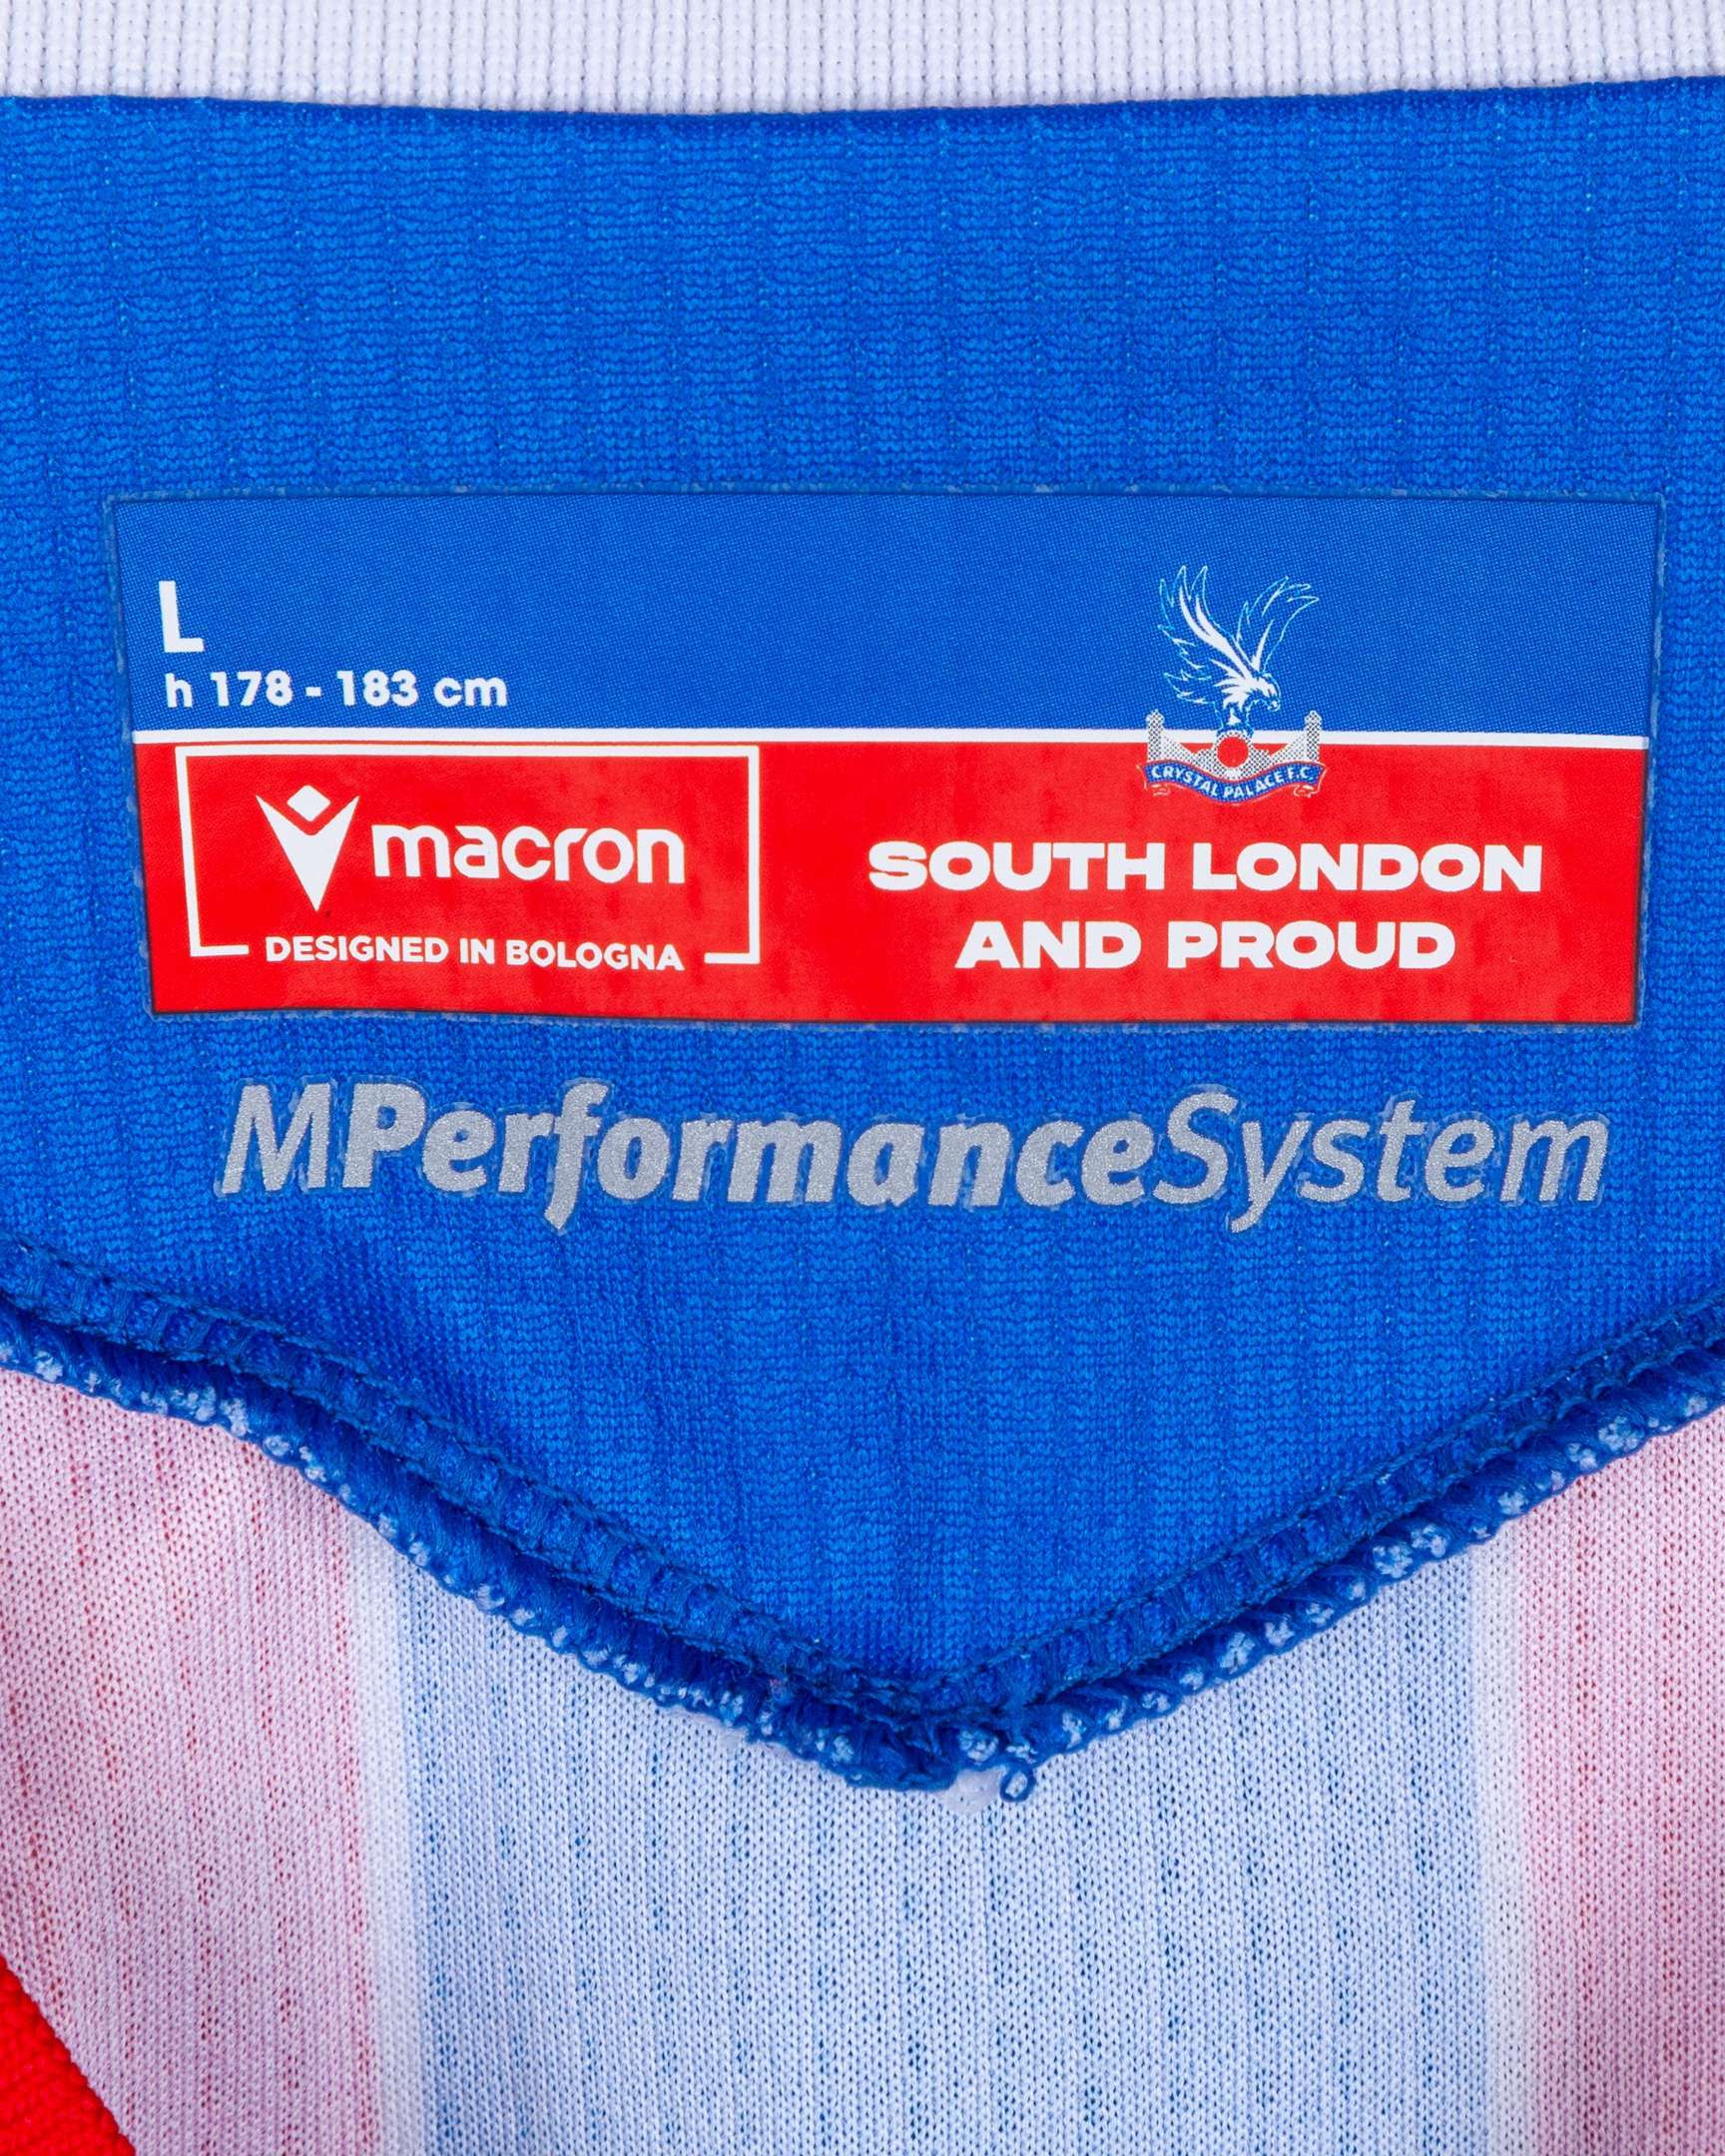 L
h 178 - 183 cm
CRYSTAL PALACE F.C.
macron
DESIGNED IN BOLOGNA
SOUTH LONDON
AND PROUD
MPerformanceSystem